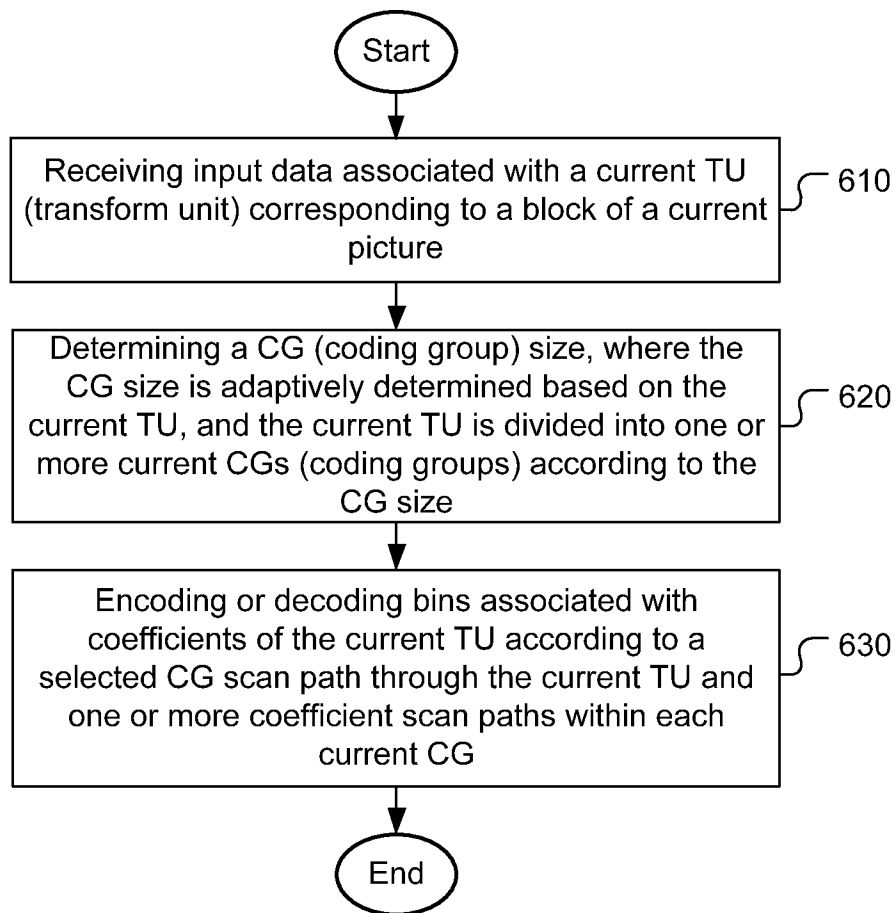 Start
Receiving input data associated with a current TU
(transform unit) corresponding to a block of a current
picture
610
Determining a CG (coding group) size, where the
CG size is adaptively determined based on the
current TU, and the current TU is divided into one or
more current CGs (coding groups) according to the
CG size
620
Encoding or decoding bins associated with
coefficients of the current TU according to a
selected CG scan path through the current TU and
one or more coefficient scan paths within each
current CG
630
End